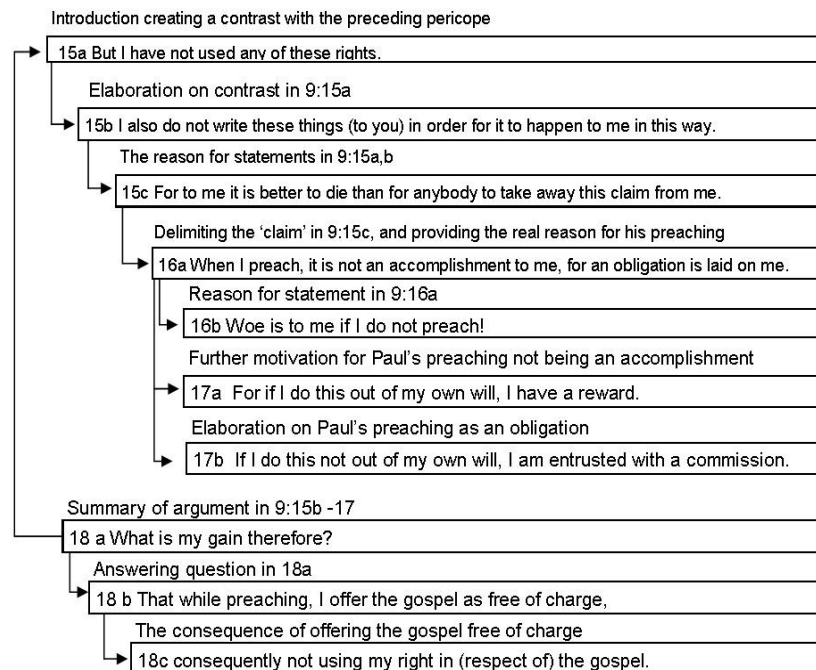 Introduction creating a contrast with the preceding pericope
15a But I have not used any of these rights.
Elaboration on contrast in 9:15a
15b I also do not write these things (to you) in order for it to happen to me in this way.
The reason for statements in 9:15a,b
15c For to me it is better to die than for anybody to take away this claim from me.
Delimiting the ‘claim’ in 9:15c, and providing the real reason for his preaching
16a When I preach, it is not an accomplishment to me, for an obligation is laid on me.
Reason for statement in 9:16a
16b Woe is to me if I do not preach!
Further motivation for Paul’s preaching not being an accomplishment
17a For if I do this out of my own will, I have a reward.
Elaboration on Paul’s preaching as an obligation
17b If I do this not out of my own will, I am entrusted with a commission.
Summary of argument in 9:15b -17
18 a What is my gain therefore?
Answering question in 18a
18 b That while preaching, I offer the gospel as free of charge,
The consequence of offering the gospel free of charge
18c consequently not using my right in (respect of) the gospel.